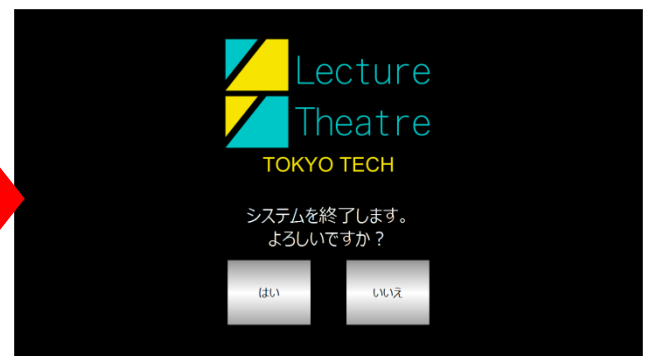 Lecture
Theatre
TOKYO TECH
システムを終了します。
よろしいですか？
はい
いいえ